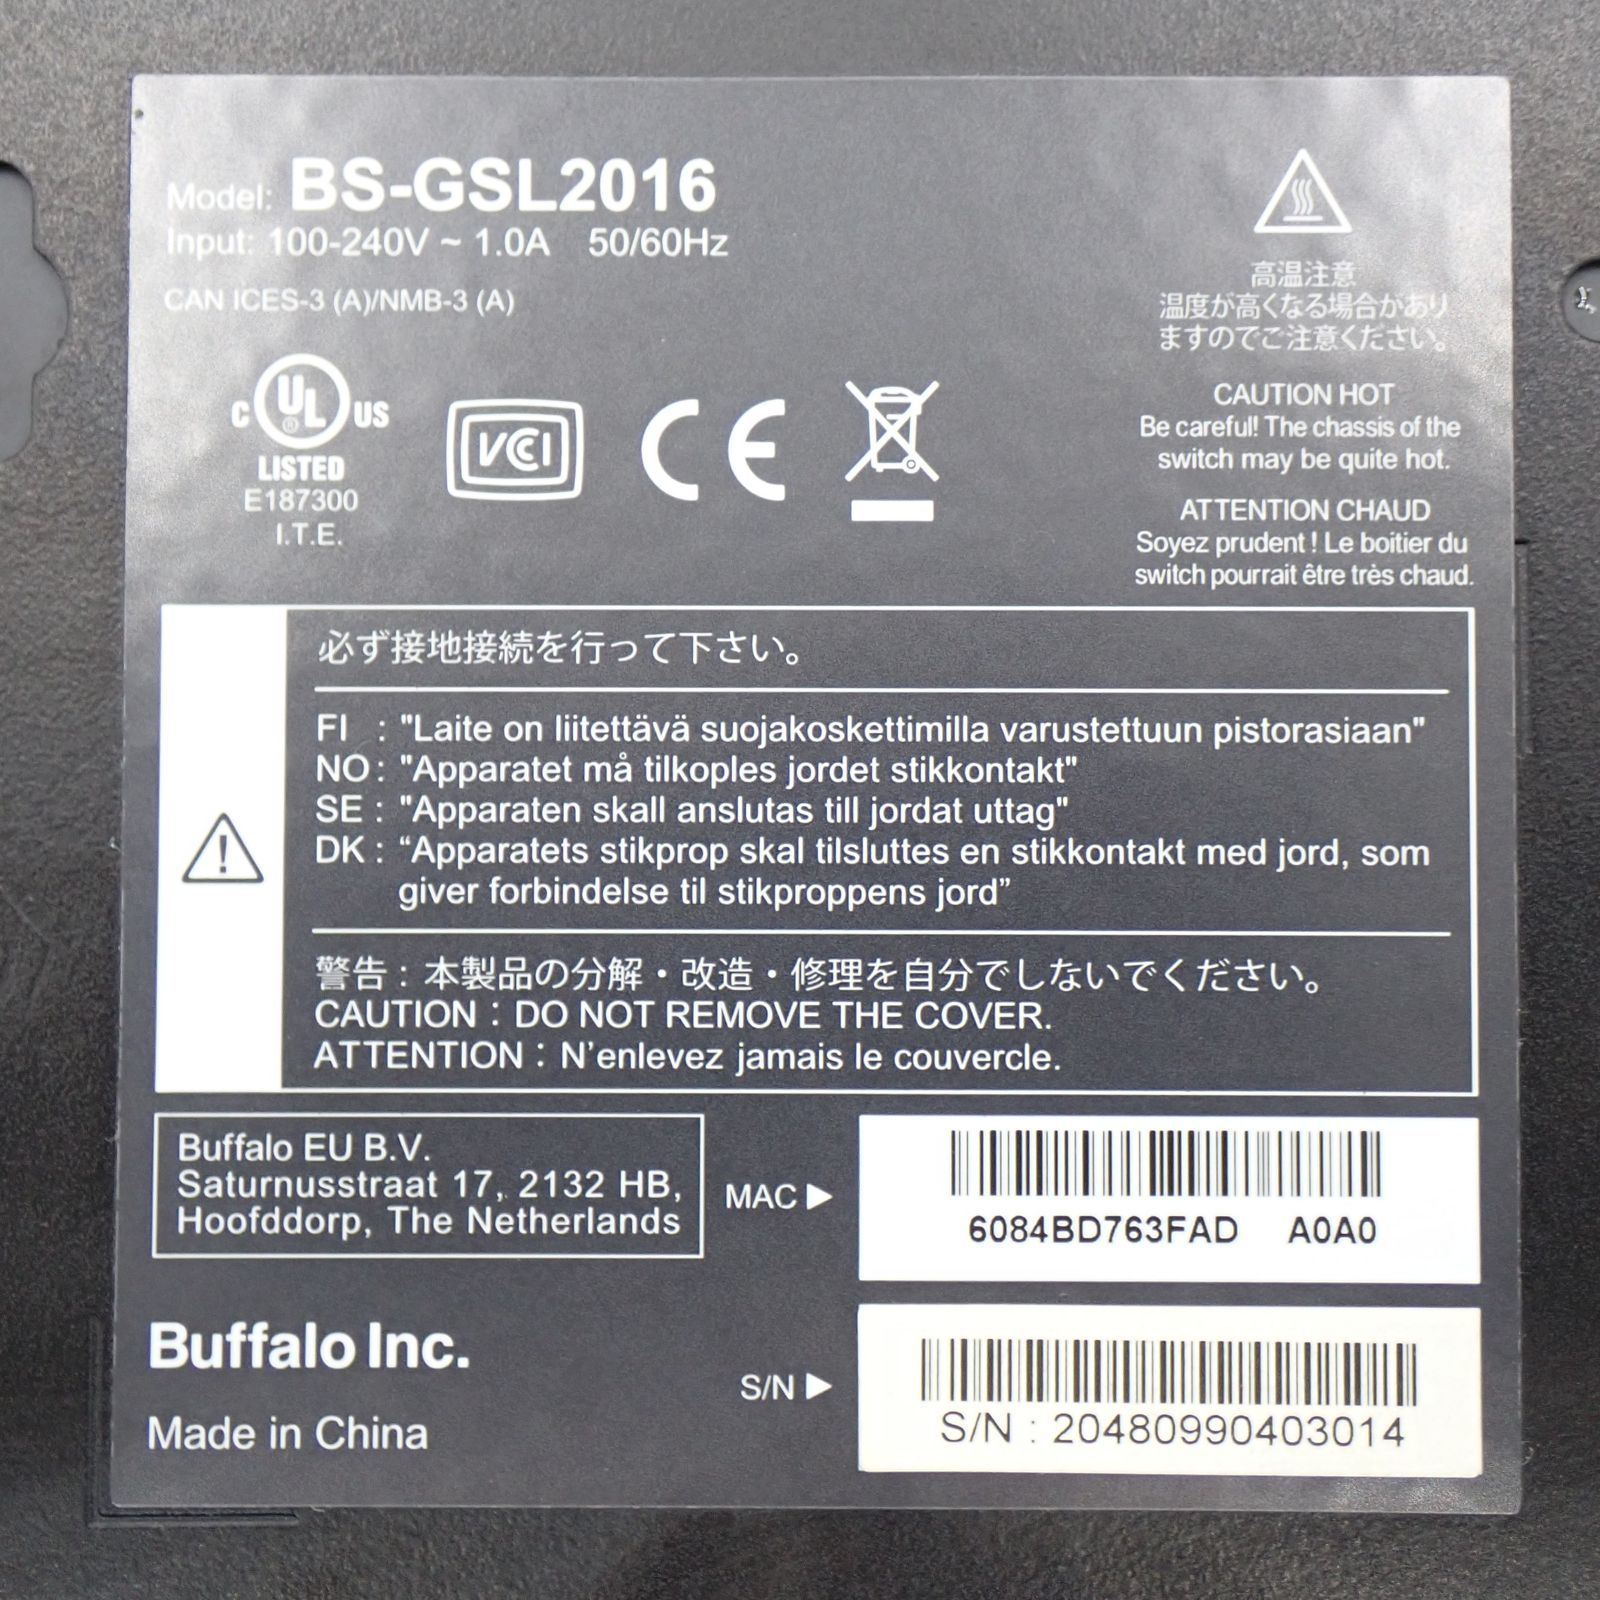 Model: BS-GSL2016
Input: 100-240V ~ 1.0A 50/60Hz
CAN ICES-3 (A)/NMB-3 (A)
C UL US
®
LISTED
E187300
I.T.E.
VCCI
CE
高温注意
温度が高くなる場合があり
ますのでご注意ください。
CAUTION HOT
Be careful! The chassis of the
switch may be quite hot.
ATTENTION CHAUD
Soyez prudent ! Le boitier du
switch pourrait être très chaud.
必ず接地接続を行って下さい。
FI : "Laite on liitettävä suojakoskettimilla varustettuun pistorasiaan"
NO : "Apparatet må tilkoples jordet stikkontakt"
SE : "Apparaten skall anslutas till jordat uttag"
DK : “Apparatets stikprop skal tilsluttes en stikkontakt med jord, som
giver forbindelse til stikproppens jord”
警告：本製品の分解・改造・修理を自分でしないでください。
CAUTION：DO NOT REMOVE THE COVER.
ATTENTION：N’enlevez jamais le couvercle.
Buffalo EU B.V.
Saturnusstraat 17, 2132 HB,
Hoofddorp, The Netherlands
MAC ▶
6084BD763FAD A0A0
Buffalo Inc.
Made in China
S/N ▶
S/N : 20480990403014